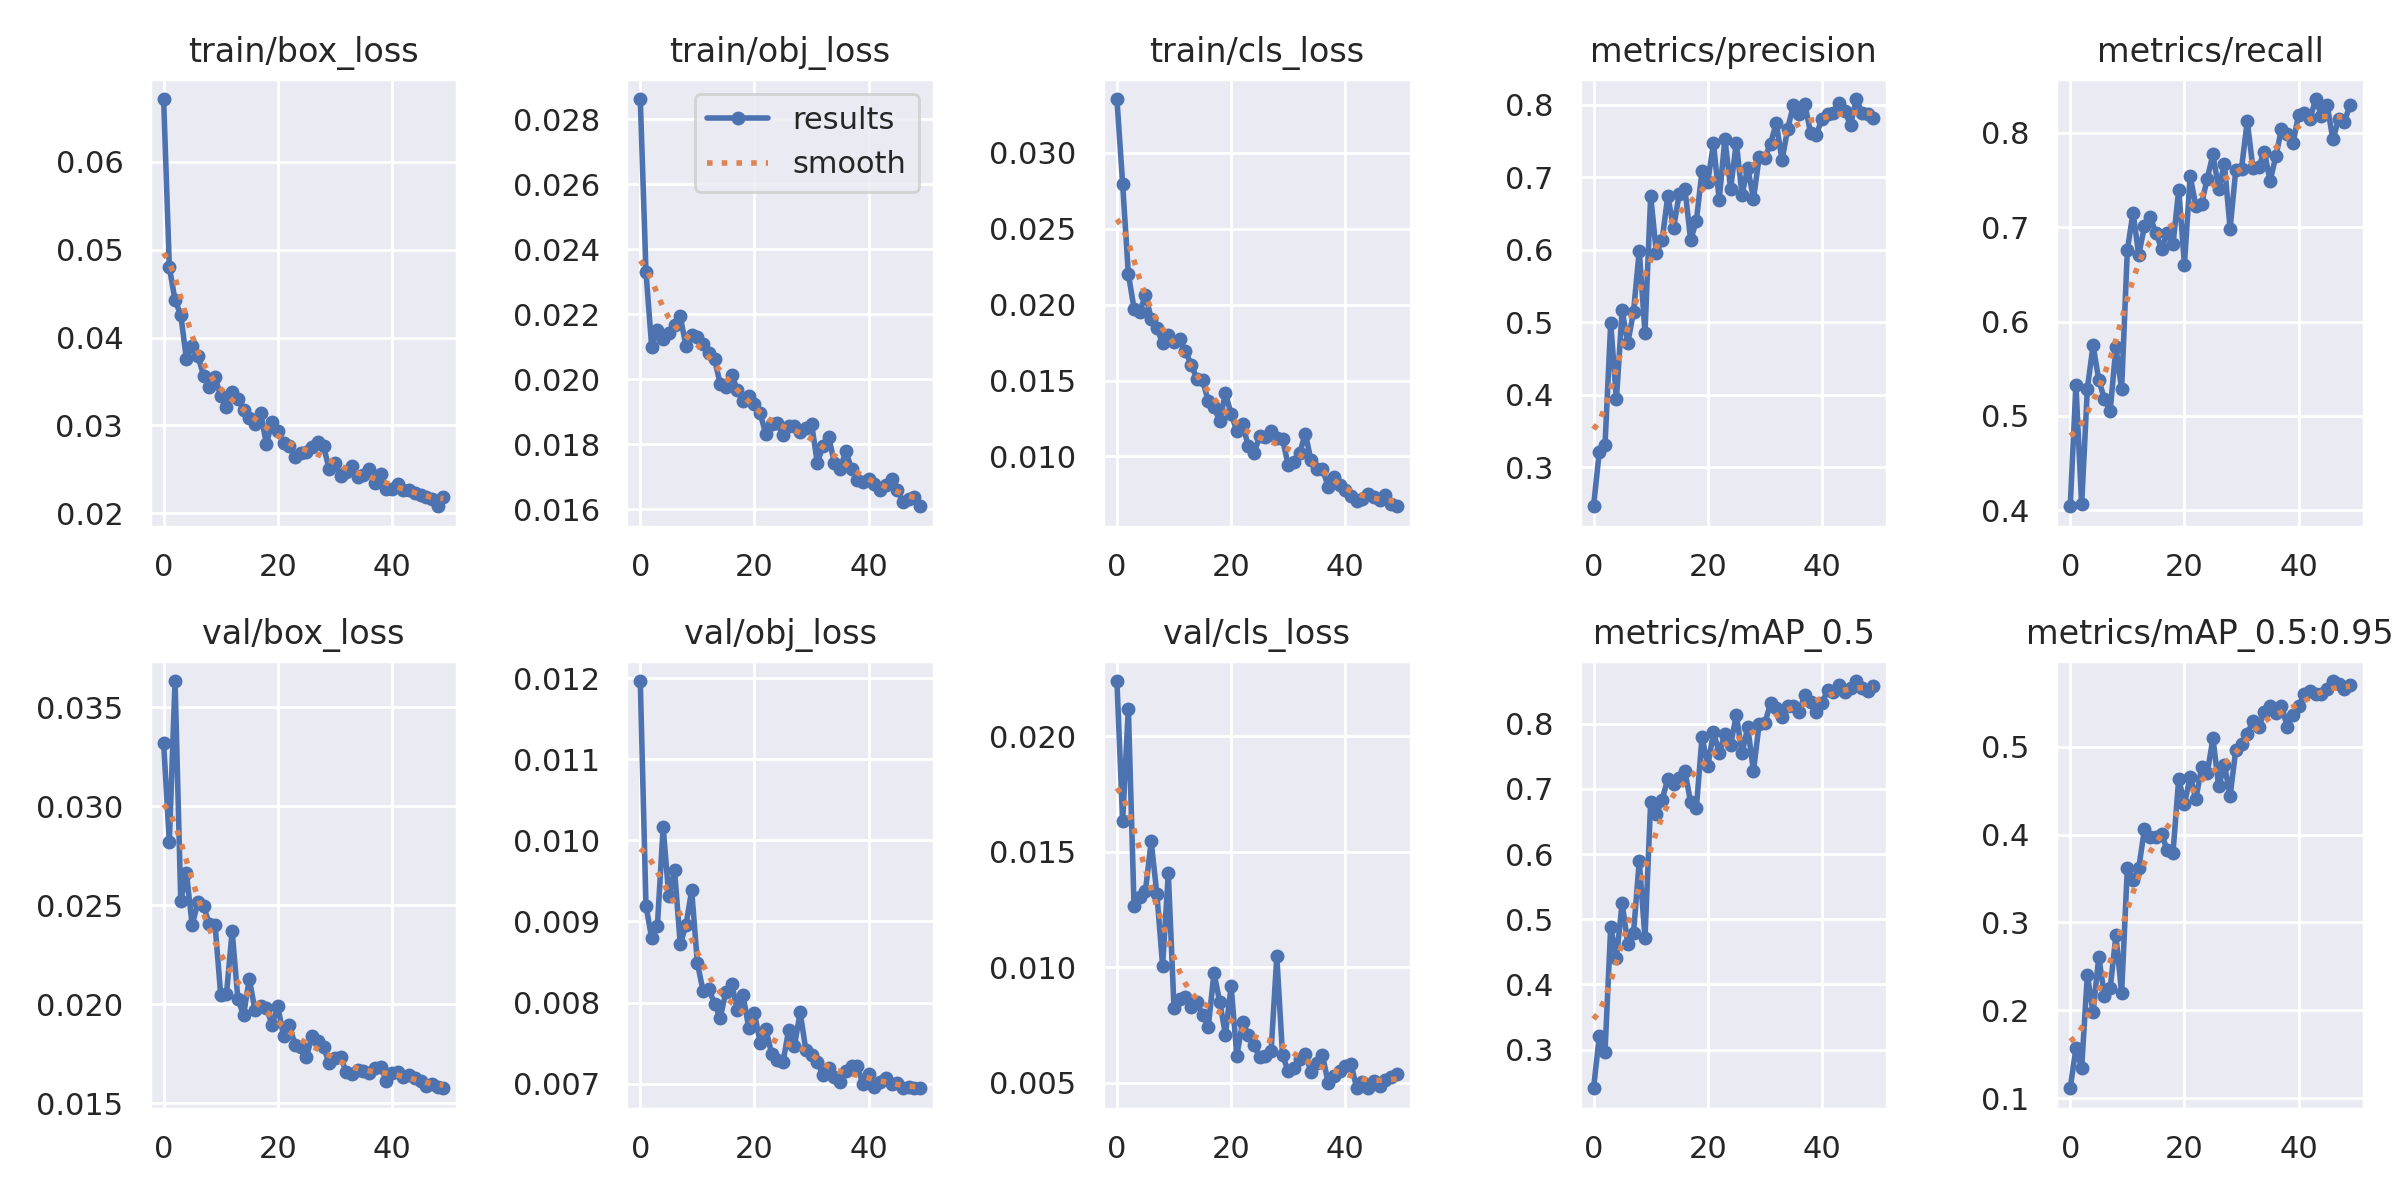 train/box_loss
0.06
0.05
0.04
0.03
0.02
0 20 40
train/obj_loss
results
smooth
0.028
0.026
0.024
0.022
0.020
0.018
0.016
0 20 40
train/cls_loss
0.030
0.025
0.020
0.015
0.010
0 20 40
metrics/precision
0.8
0.7
0.6
0.5
0.4
0.3
0 20 40
metrics/recall
0.8
0.7
0.6
0.5
0.4
0 20 40
val/box_loss
0.035
0.030
0.025
0.020
0.015
0 20 40
val/obj_loss
0.012
0.011
0.010
0.009
0.008
0.007
0 20 40
val/cls_loss
0.020
0.015
0.010
0.005
0 20 40
metrics/mAP_0.5
0.8
0.7
0.6
0.5
0.4
0.3
0 20 40
metrics/mAP_0.5:0.95
0.5
0.4
0.3
0.2
0.1
0 20 40